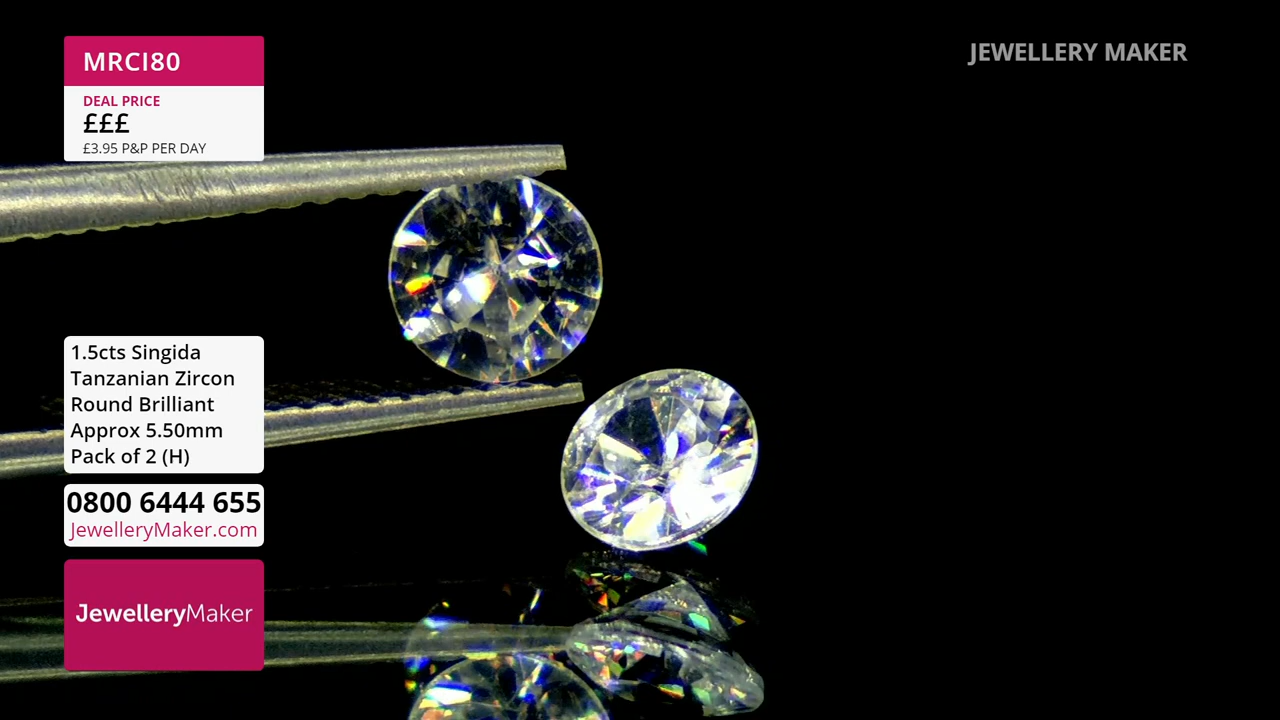 MRCI80
DEAL PRICE
£££
£3.95 P&P PER DAY
JEWELLERY MAKER
1.5cts Singida
Tanzanian Zircon
Round Brilliant
Approx 5.50mm
Pack of 2 (H)
0800 6444 655
JewelleryMaker.com
JewelleryMaker